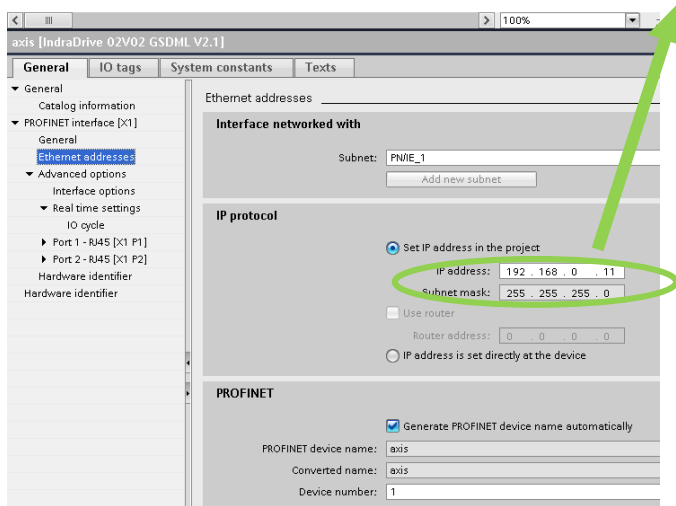 100%
axis [IndraDrive 02V02 GSDML V2.1]
General IO tags System constants Texts
General
Catalog information
PROFINET interface [X1]
General
Ethernet addresses
Advanced options
Interface options
Real time settings
IO cycle
Port 1 - RJ45 [X1 P1]
Port 2 - RJ45 [X1 P2]
Hardware identifier
Hardware identifier
Ethernet addresses
Interface networked with
Subnet: PN/IE_1
Add new subnet
IP protocol
Set IP address in the project
IP address: 192 . 168 . 0 . 11
Subnet mask: 255 . 255 . 255 . 0
Use router
Router address: 0 . 0 . 0 . 0
IP address is set directly at the device
PROFINET
Generate PROFINET device name automatically
PROFINET device name: axis
Converted name: axis
Device number: 1